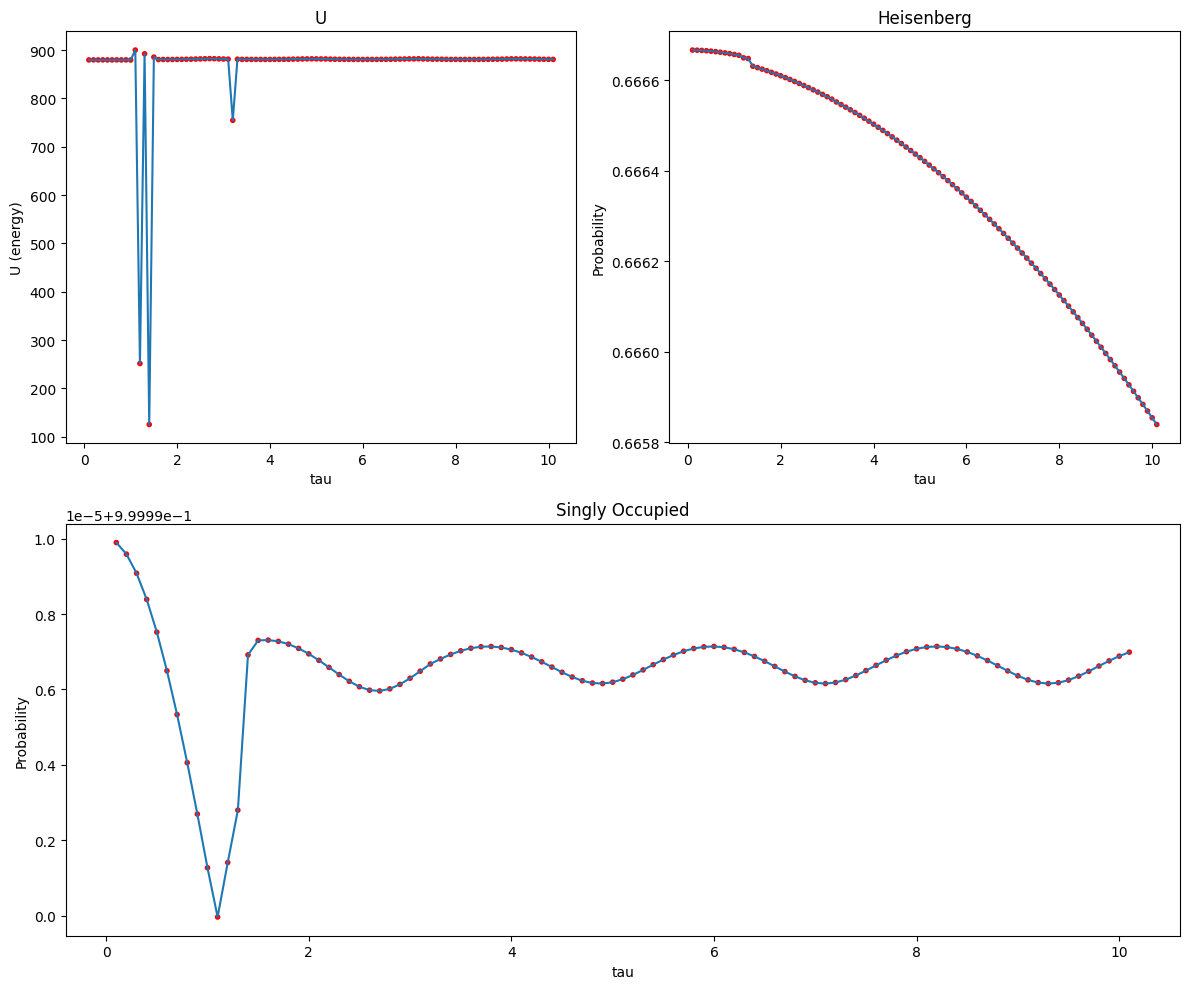 U
900
800
700
600
500
400
300
200
100
U (energy)
0 2 4 6 8 10
tau
Heisenberg
0.6666
0.6664
0.6662
0.6660
0.6658
Probability
0 2 4 6 8 10
tau
Singly Occupied
1e−5+9.9999e−1
1.0
0.8
0.6
0.4
0.2
0.0
Probability
0 2 4 6 8 10
tau